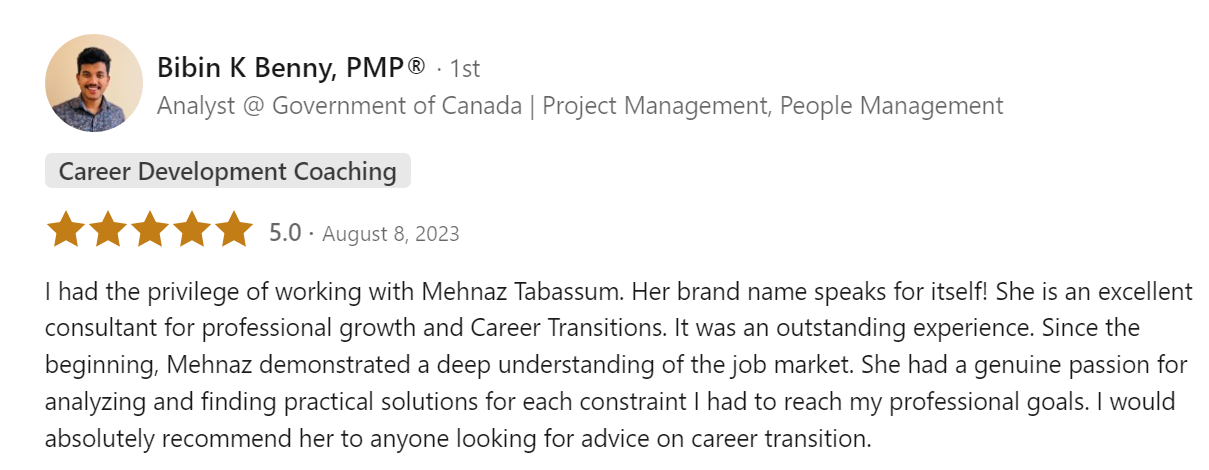 Bibin K Benny, PMP® · 1st
Analyst @ Government of Canada | Project Management, People Management
Career Development Coaching
5.0 · August 8, 2023
I had the privilege of working with Mehnaz Tabassum. Her brand name speaks for itself! She is an excellent
consultant for professional growth and Career Transitions. It was an outstanding experience. Since the
beginning, Mehnaz demonstrated a deep understanding of the job market. She had a genuine passion for
analyzing and finding practical solutions for each constraint I had to reach my professional goals. I would
absolutely recommend her to anyone looking for advice on career transition.